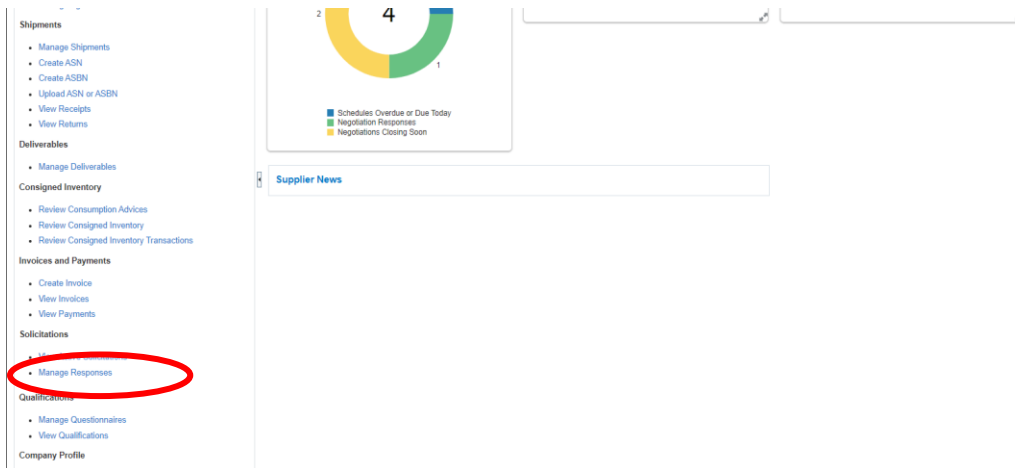 Shipments
Manage Shipments
Create ASN
Create ASBN
Upload ASN or ASBN
View Receipts
View Returns
Deliverables
Manage Deliverables
Consigned Inventory
Review Consumption Advices
Review Consigned Inventory
Review Consigned Inventory Transactions
Invoices and Payments
Create Invoice
View Invoices
View Payments
Solicitations
Manage Responses
Qualifications
Manage Questionnaires
View Qualifications
Company Profile
2
4
1
Schedules Overdue or Due Today
Negotiation Responses
Negotiations Closing Soon
Supplier News